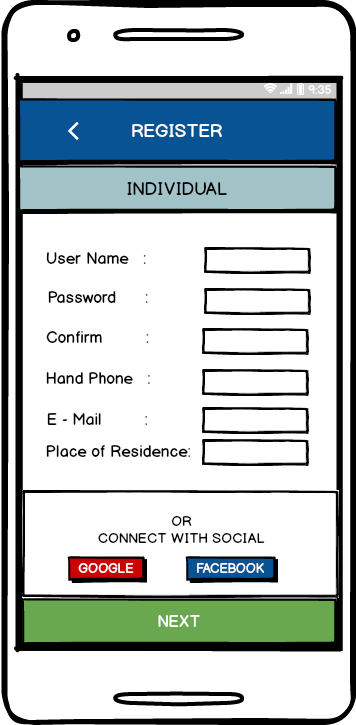 9:35
REGISTER
INDIVIDUAL
User Name :
Password :
Confirm :
Hand Phone :
E - Mail :
Place of Residence:
OR
CONNECT WITH SOCIAL
GOOGLE FACEBOOK
NEXT